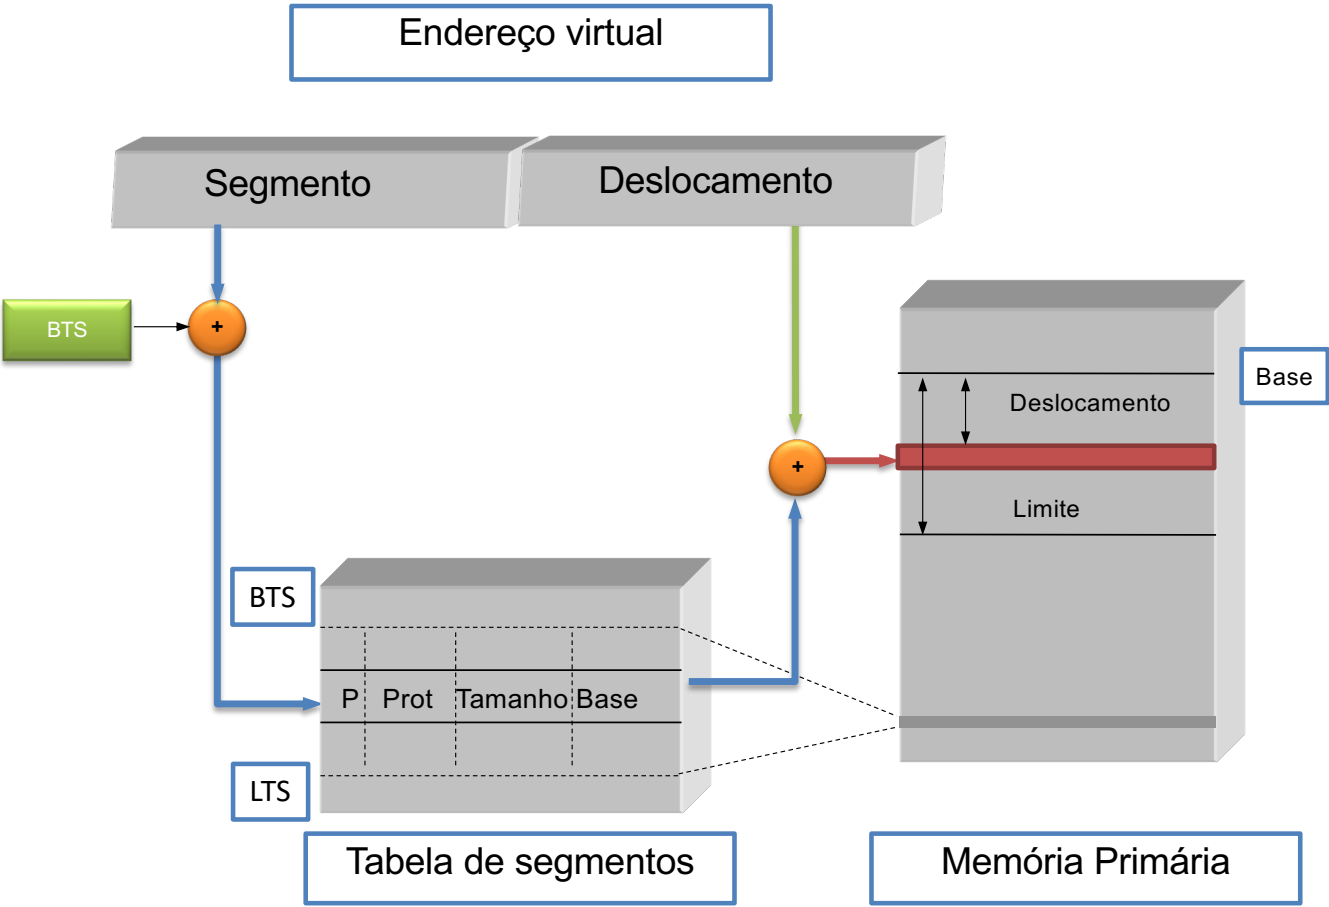 Endereço virtual
Segmento
Deslocamento
BTS
+
Base
Deslocamento
+
Limite
BTS
P Prot Tamanho Base
LTS
Tabela de segmentos
Memória Primária